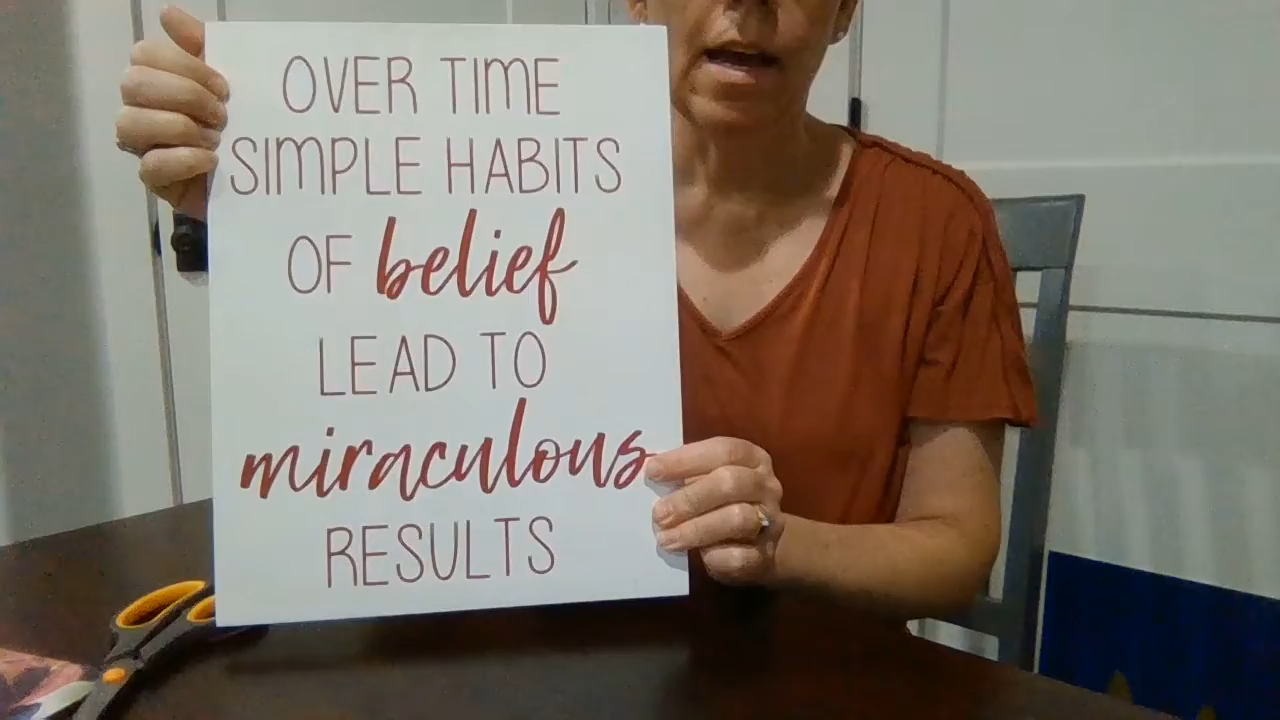 OVER TIME
SIMPLE HABITS
OF belief
LEAD TO
miraculous
RESULTS